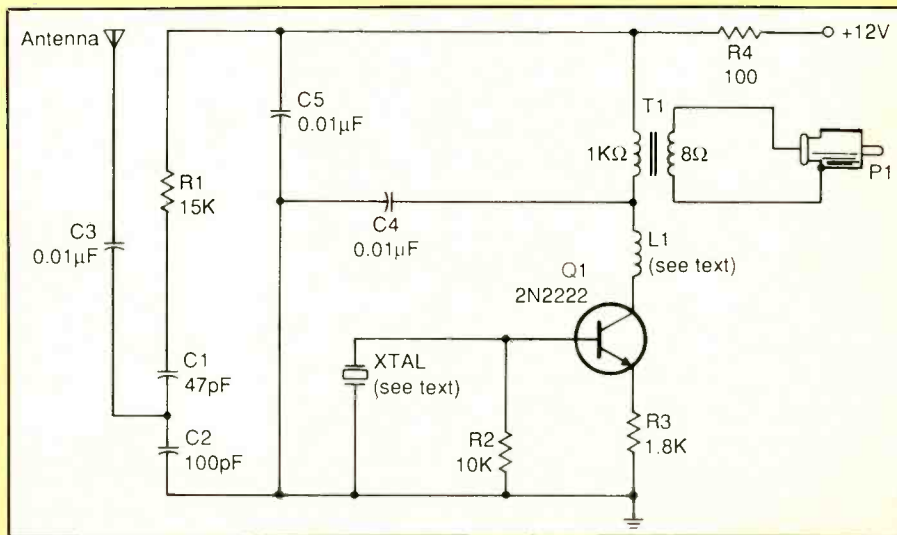 Antenna
+12V
R4
100
C5
0.01µF
T1
1KΩ
8Ω
P1
R1
15K
C3
0.01µF
C4
0.01µF
L1
(see text)
Q1
2N2222
C1
47pF
XTAL
(see text)
C2
100pF
R2
10K
R3
1.8K